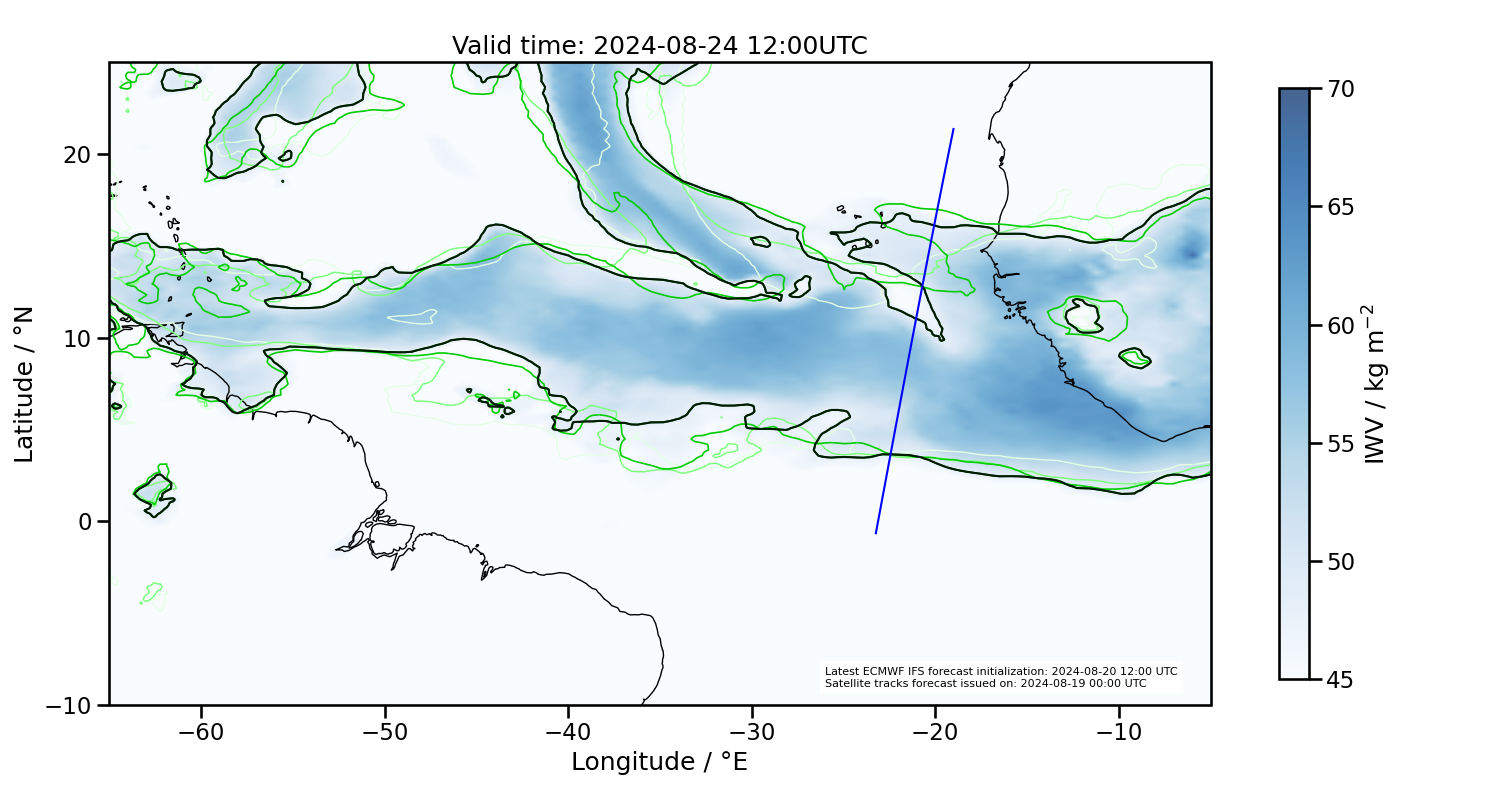 Valid time: 2024-08-24 12:00UTC
Latitude / °N
20
10
0
−10
−60
−50
−40
−30
−20
−10
Longitude / °E
Latest ECMWF IFS forecast initialization: 2024-08-20 12:00 UTC
Satellite tracks forecast issued on: 2024-08-19 00:00 UTC
70
65
60
55
50
45
IWV / kg m⁻²